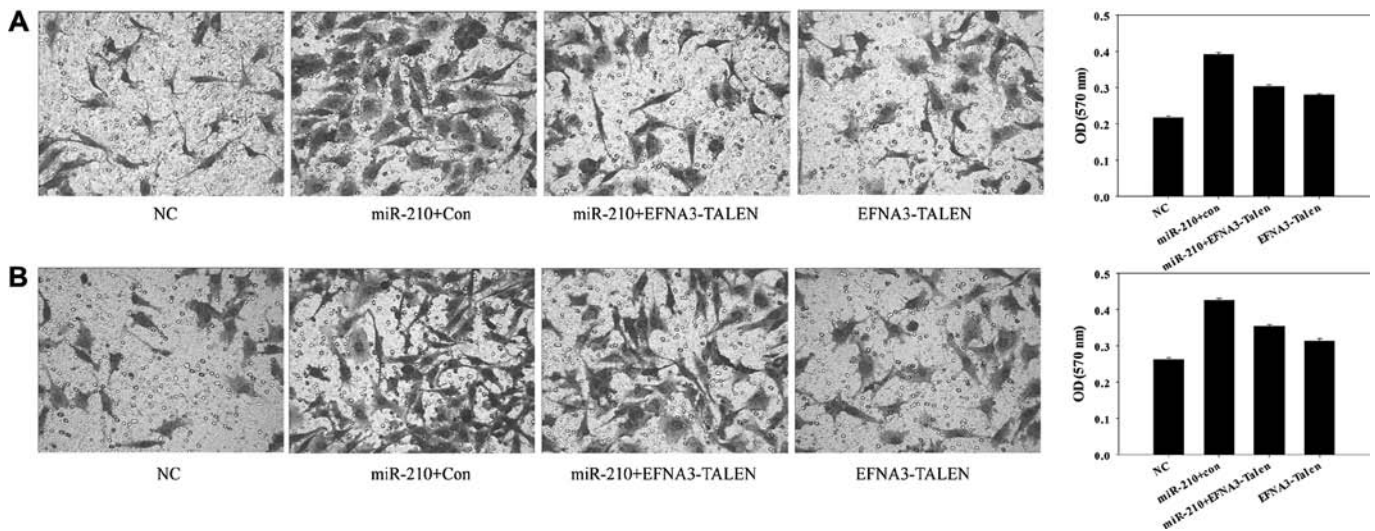 A
NC
miR-210+Con
miR-210+EFNA3-TALEN
EFNA3-TALEN
OD (570 nm)
0.5
0.4
0.3
0.2
0.1
0.0
NC
miR-210+con
miR-210+EFNA3-Talen
EFNA3-Talen
B
NC
miR-210+Con
miR-210+EFNA3-TALEN
EFNA3-TALEN
OD (570 nm)
0.5
0.4
0.3
0.2
0.1
0.0
NC
miR-210+con
miR-210+EFNA3-Talen
EFNA3-Talen